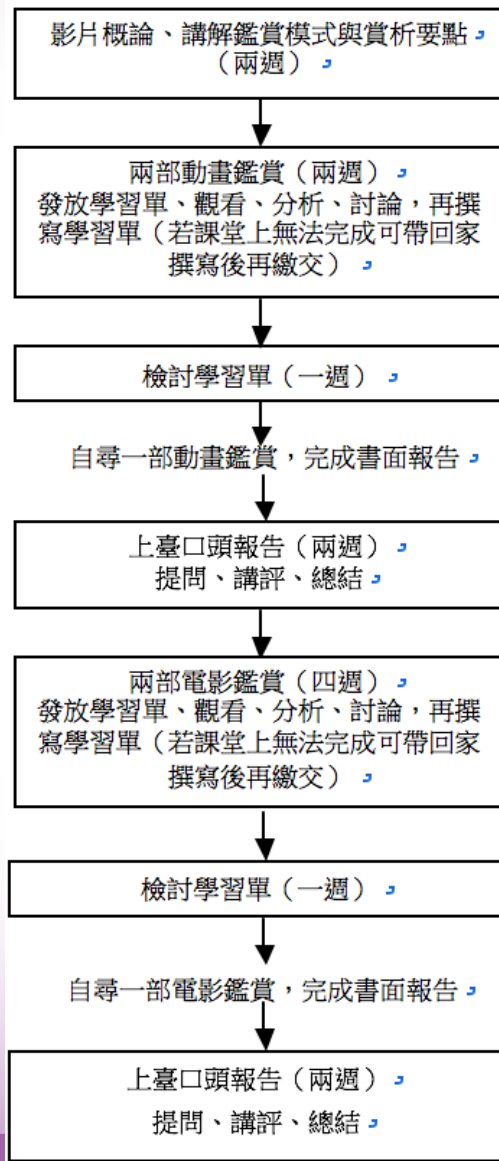 影片概論、講解鑑賞模式與賞析要點
（兩週）
兩部動畫鑑賞（兩週）
發放學習單、觀看、分析、討論，再撰
寫學習單（若課堂上無法完成可帶回家
撰寫後再繳交）
檢討學習單（一週）
自尋一部動畫鑑賞，完成書面報告
上臺口頭報告（兩週）
提問、講評、總結
兩部電影鑑賞（四週）
發放學習單、觀看、分析、討論，再撰
寫學習單（若課堂上無法完成可帶回家
撰寫後再繳交）
檢討學習單（一週）
自尋一部電影鑑賞，完成書面報告
上臺口頭報告（兩週）
提問、講評、總結